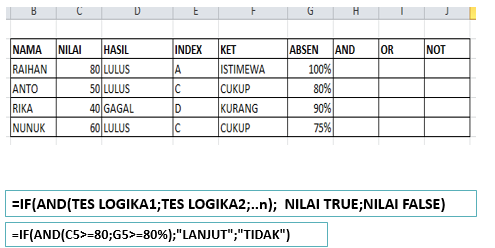 B C D E F G H I J
NAMA NILAI HASIL INDEX KET ABSEN AND OR NOT
RAIHAN 80 LULUS A ISTIMEWA 100%
ANTO 50 LULUS C CUKUP 80%
RIKA 40 GAGAL D KURANG 90%
NUNUK 60 LULUS C CUKUP 75%
=IF(AND(TES LOGIKA1;TES LOGIKA2;..n); NILAI TRUE;NILAI FALSE)
=IF(AND(C5>=80;G5>=80%);"LANJUT";"TIDAK")